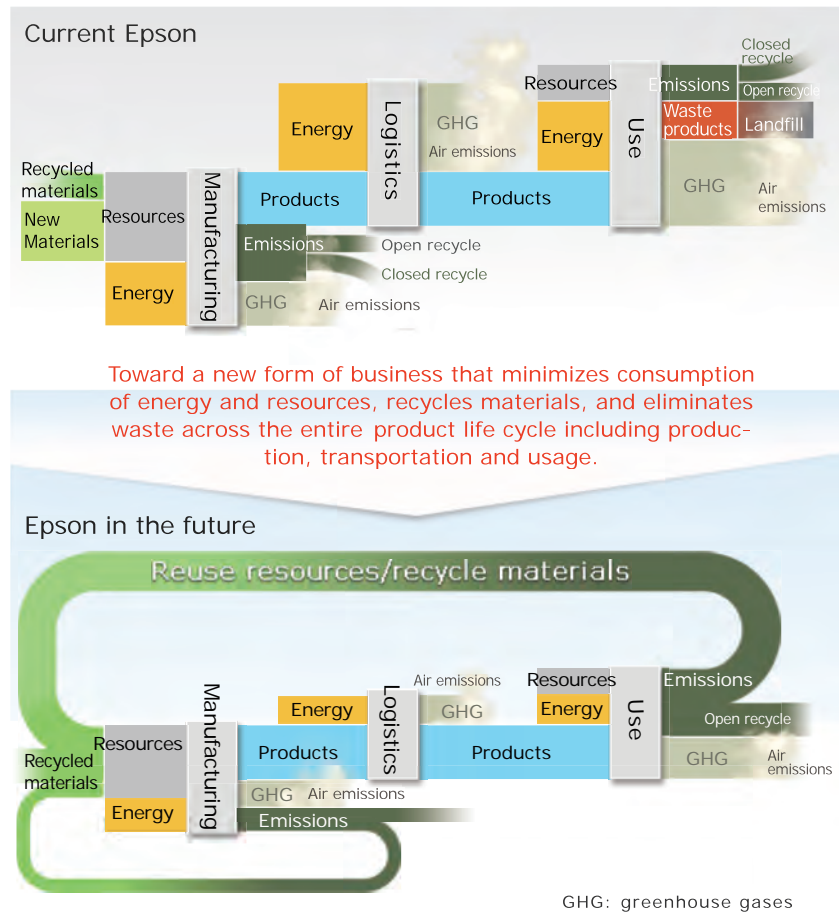 Current Epson
Closed
recycle
Resources
Emissions
Open recycle
Energy
Logistics
GHG
Air emissions
Energy
Use
Waste
products
Landfill
Recycled
materials
New
Materials
Resources
Manufacturing
Products
Products
GHG
Air
emissions
Emissions
Open recycle
Closed recycle
Energy
GHG
Air emissions
Toward a new form of business that minimizes consumption
of energy and resources, recycles materials, and eliminates
waste across the entire product life cycle including produc-
tion, transportation and usage.
Epson in the future
Reuse resources/recycle materials
Air emissions
Resources
Emissions
Energy
Logistics
GHG
Energy
Use
Open recycle
Manufacturing
Resources
Products
Products
GHG
Air
emissions
Recycled
materials
GHG
Air emissions
Energy
Emissions
GHG: greenhouse gases